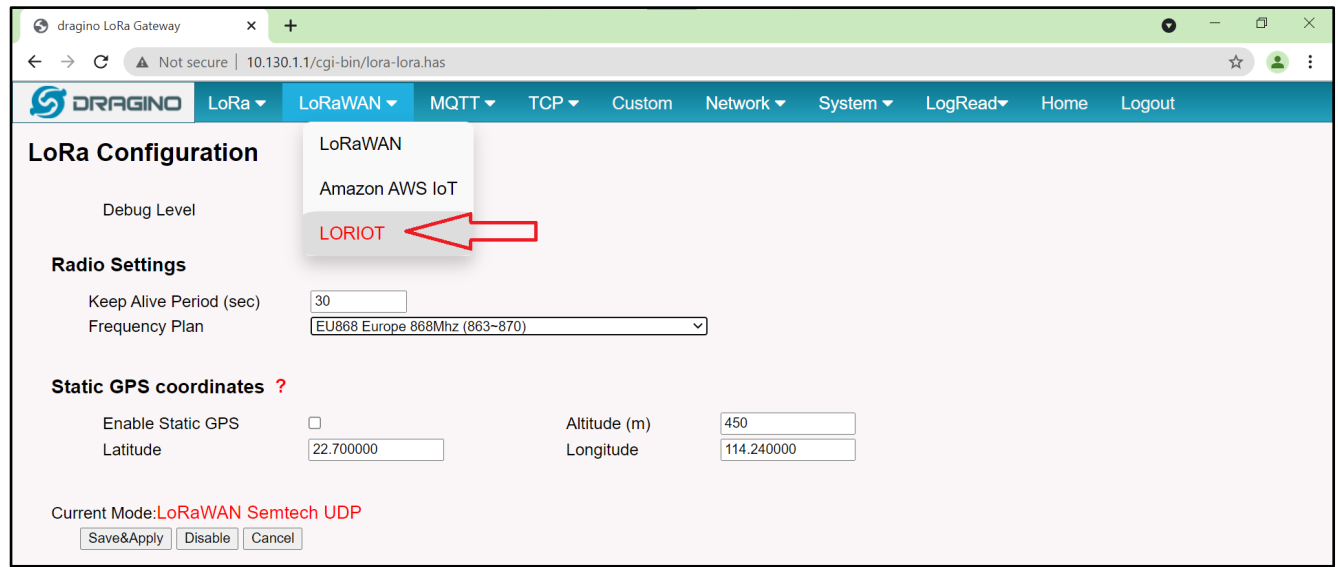 dragino LoRa Gateway
Not secure | 10.130.1.1/cgi-bin/lora-lora.has
DRAGINO LoRa LoRaWAN MQTT TCP Custom Network System LogRead Home Logout
LoRaWAN
Amazon AWS IoT
LORIOT
LoRa Configuration
Debug Level
Radio Settings
Keep Alive Period (sec) 30
Frequency Plan EU868 Europe 868Mhz (863~870)
Static GPS coordinates ?
Enable Static GPS Altitude (m) 450
Latitude 22.700000 Longitude 114.240000
Current Mode:LoRaWAN Semtech UDP
Save&Apply Disable Cancel